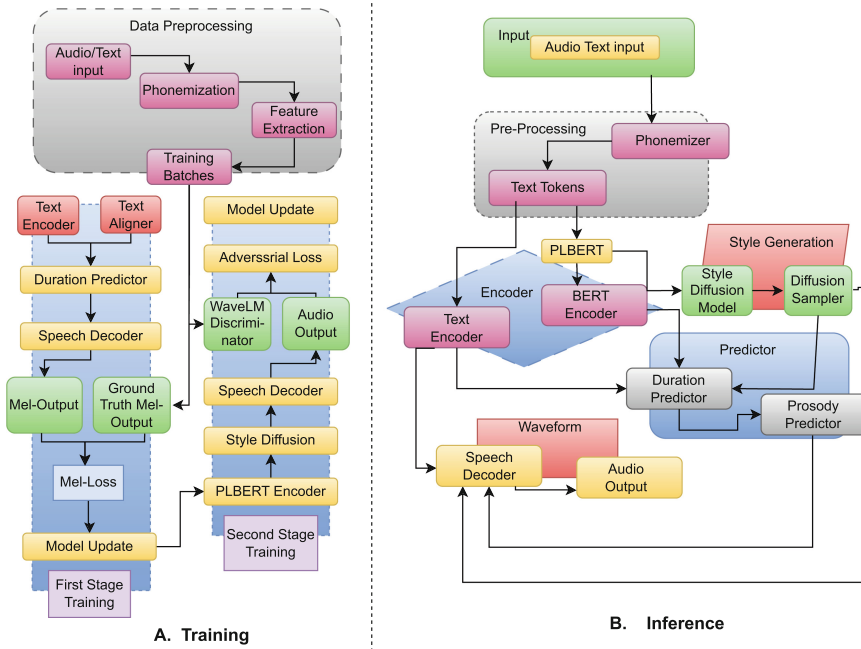 Data Preprocessing
Audio/Text
input
Phonemization
Feature
Extraction
Training
Batches
Text
Encoder
Text
Aligner
Duration Predictor
Speech Decoder
Mel-Output
Ground
Truth Mel-
Output
Mel-Loss
Model Update
First Stage
Training
Model Update
Adverssrial Loss
WaveLM
Discrimi-
nator
Audio
Output
Speech Decoder
Style Diffusion
PLBERT Encoder
Second Stage
Training
A. Training
Input
Audio Text input
Pre-Processing
Phonemizer
Text Tokens
PLBERT
Style Generation
Style
Diffusion
Model
Diffusion
Sampler
Encoder
BERT
Encoder
Text
Encoder
Predictor
Duration
Predictor
Prosody
Predictor
Waveform
Speech
Decoder
Audio
Output
B. Inference